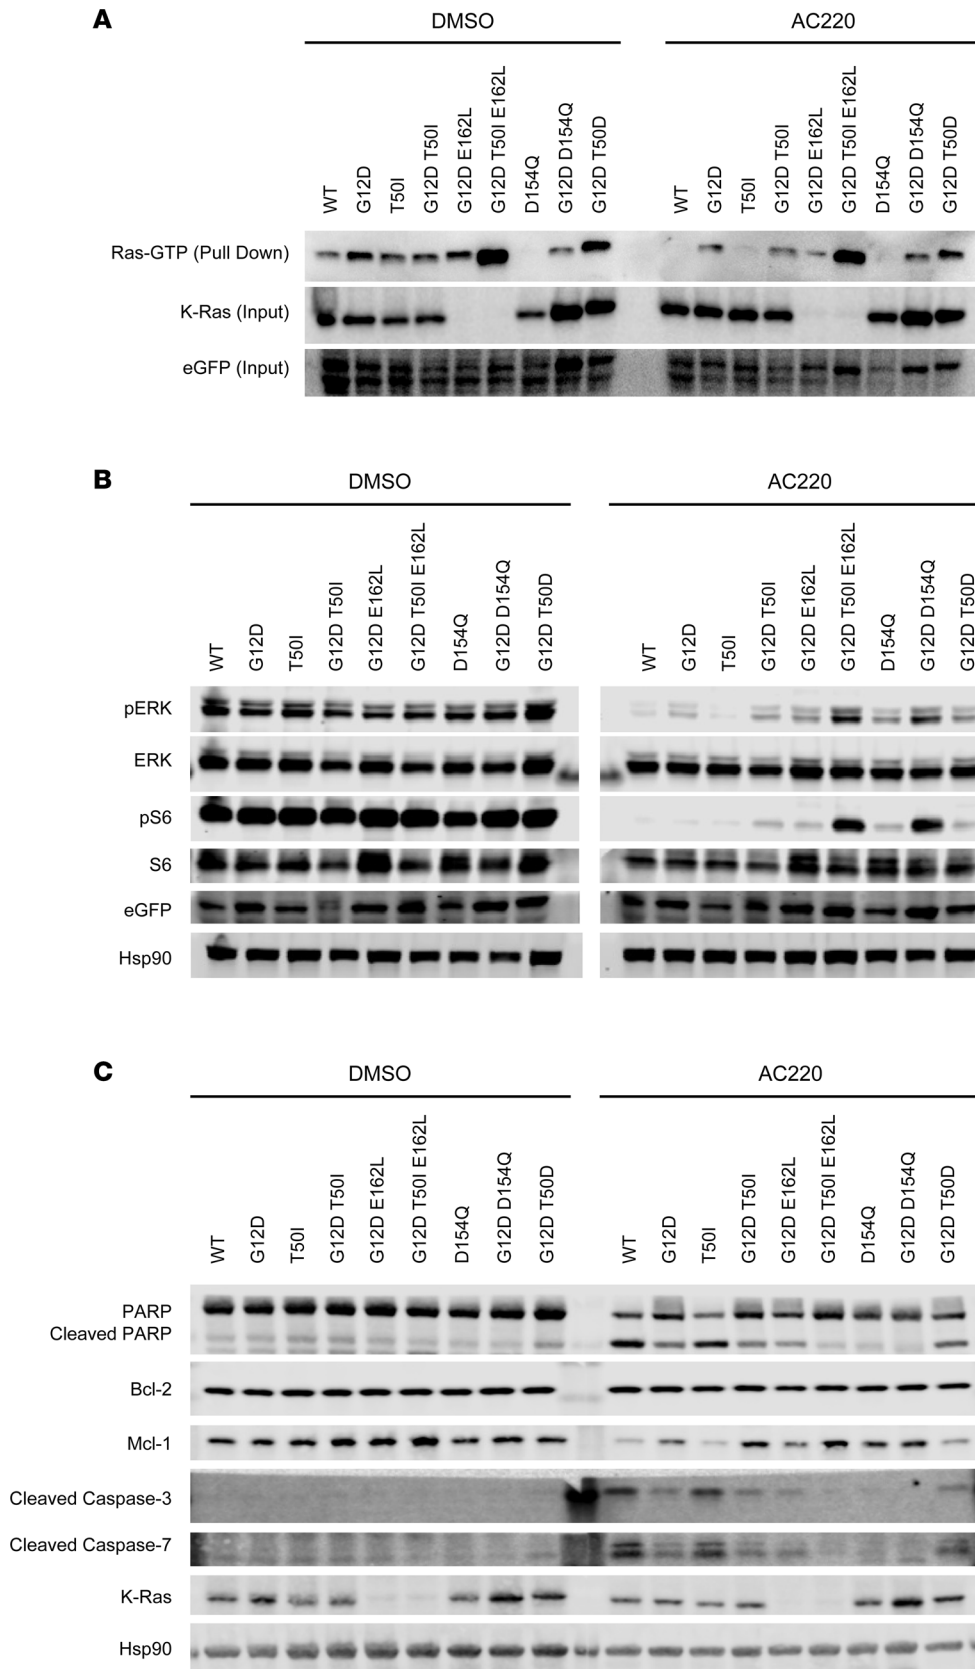 A
DMSO AC220
WT G12D T50I G12D T50I G12D E162L G12D T50I E162L D154Q G12D D154Q G12D T50D WT G12D T50I G12D T50I G12D E162L G12D T50I E162L D154Q G12D D154Q G12D T50D
Ras-GTP (Pull Down)
K-Ras (Input)
eGFP (Input)
B
DMSO AC220
WT G12D T50I G12D T50I G12D E162L G12D T50I E162L D154Q G12D D154Q G12D T50D WT G12D T50I G12D T50I G12D E162L G12D T50I E162L D154Q G12D D154Q G12D T50D
pERK
ERK
pS6
S6
eGFP
Hsp90
C
DMSO AC220
WT G12D T50I G12D T50I G12D E162L G12D T50I E162L D154Q G12D D154Q G12D T50D WT G12D T50I G12D T50I G12D E162L G12D T50I E162L D154Q G12D D154Q G12D T50D
PARP
Cleaved PARP
Bcl-2
Mcl-1
Cleaved Caspase-3
Cleaved Caspase-7
K-Ras
Hsp90